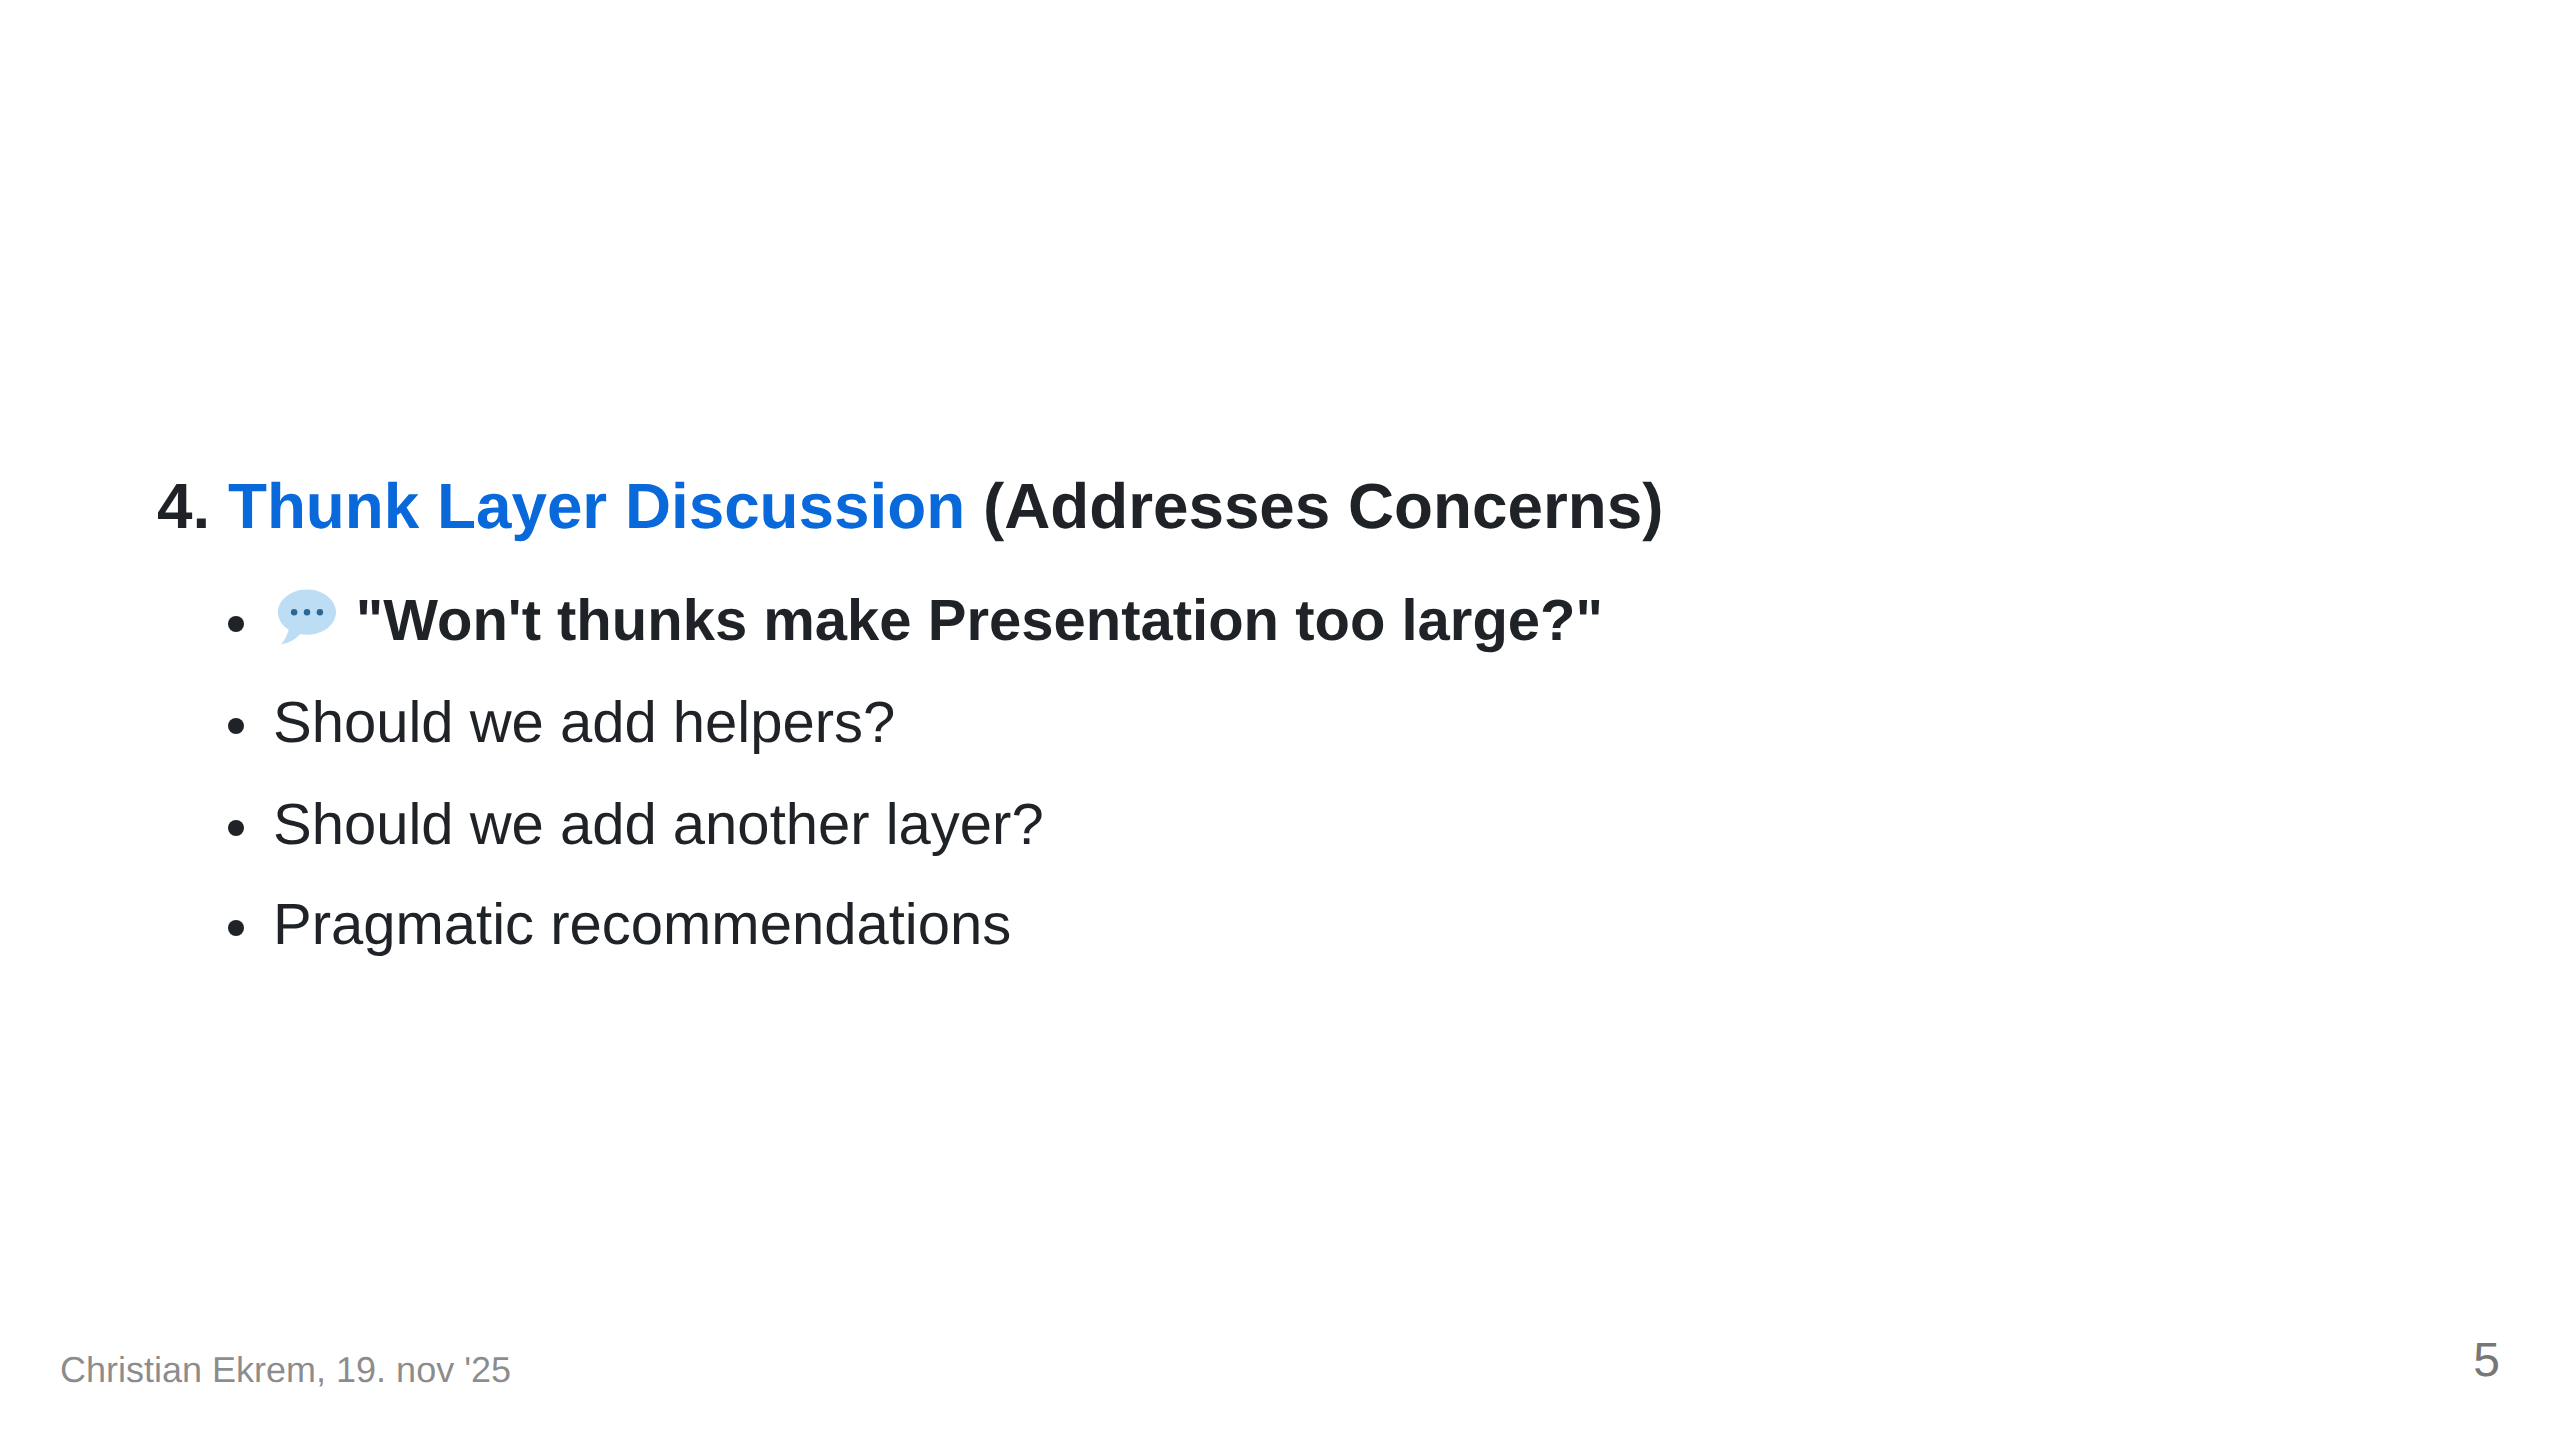 4. Thunk Layer Discussion (Addresses Concerns)
• 💬 "Won't thunks make Presentation too large?"
• Should we add helpers?
• Should we add another layer?
• Pragmatic recommendations
Christian Ekrem, 19. nov '25
5